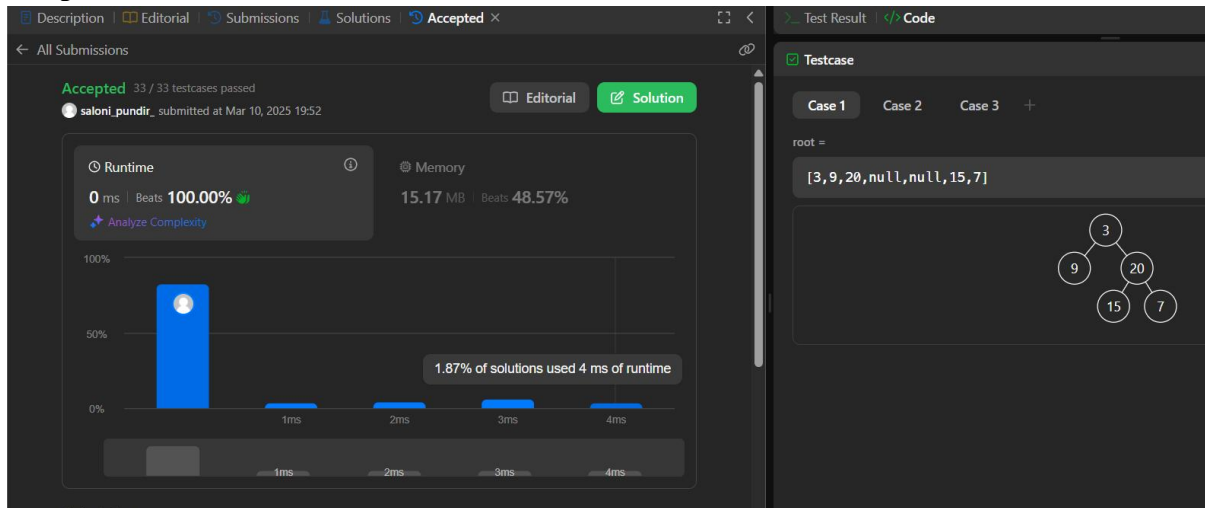 Description | Editorial | Submissions | Solutions | Accepted ×
All Submissions
Accepted 33 / 33 testcases passed
saloni_pundir_ submitted at Mar 10, 2025 19:52
Editorial
Solution
Runtime
0 ms | Beats 100.00%
Analyze Complexity
Memory
15.17 MB | Beats 48.57%
100%
50%
0%
1.87% of solutions used 4 ms of runtime
1ms 2ms 3ms 4ms
1ms 2ms 3ms 4ms
>_ Test Result | </> Code
Testcase
Case 1 Case 2 Case 3 +
root =
[3,9,20,null,null,15,7]
3
9 20
15 7